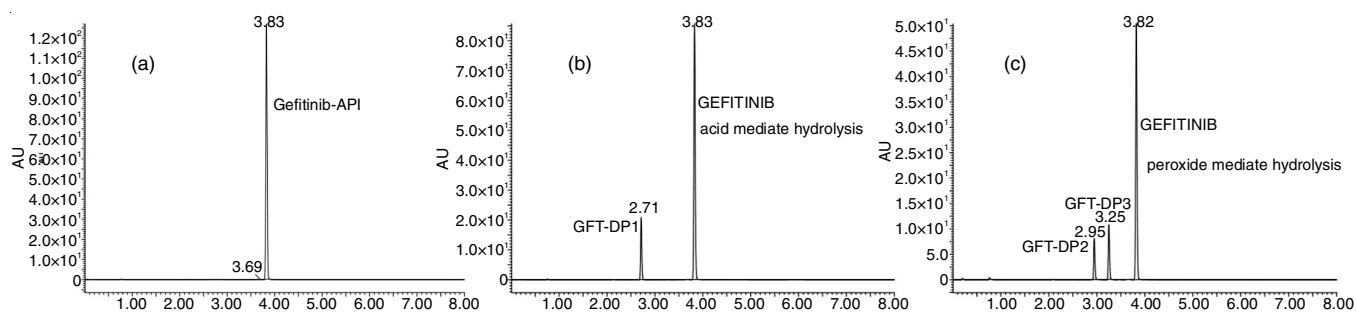 3.83
(a)
Gefitinib-API
3.69
AU
1.2×10²
1.1×10²
1.0×10²
9.0×10¹
8.0×10¹
7.0×10¹
6.0×10¹
5.0×10¹
4.0×10¹
3.0×10¹
2.0×10¹
1.0×10¹
0
1.00 2.00 3.00 4.00 5.00 6.00 7.00 8.00
3.83
(b)
GEFITINIB
acid mediate hydrolysis
2.71
GFT-DP1
AU
8.0×10¹
7.0×10¹
6.0×10¹
5.0×10¹
4.0×10¹
3.0×10¹
2.0×10¹
1.0×10¹
0
1.00 2.00 3.00 4.00 5.00 6.00 7.00 8.00
3.82
(c)
GEFITINIB
peroxide mediate hydrolysis
GFT-DP3
3.25
2.95
GFT-DP2
AU
5.0×10¹
4.5×10¹
4.0×10¹
3.5×10¹
3.0×10¹
2.5×10¹
2.0×10¹
1.5×10¹
1.0×10¹
5.0
0
1.00 2.00 3.00 4.00 5.00 6.00 7.00 8.00